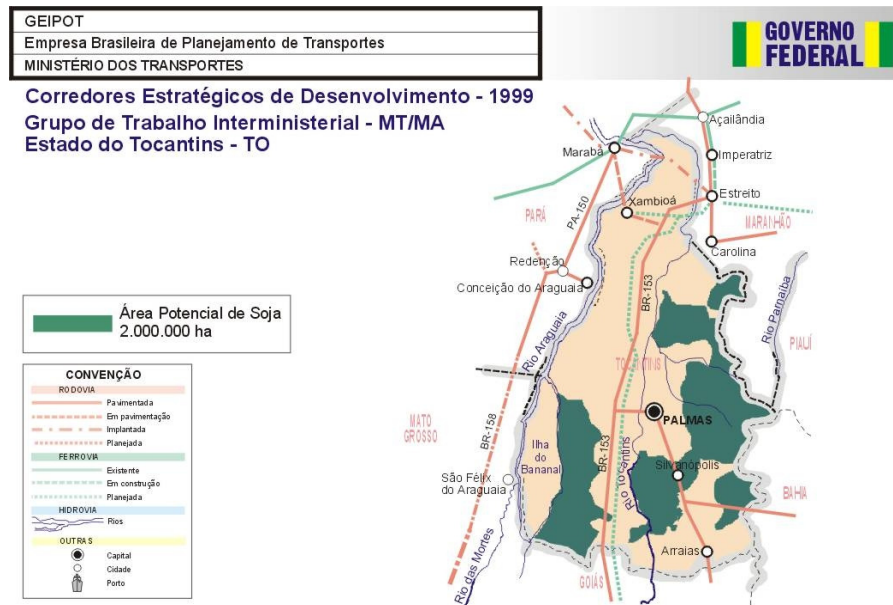 GEIPOT
Empresa Brasileira de Planejamento de Transportes
MINISTÉRIO DOS TRANSPORTES
GOVERNO
FEDERAL
Corredores Estratégicos de Desenvolvimento - 1999
Grupo de Trabalho Interministerial - MT/MA
Estado do Tocantins - TO
Açailândia
Marabá
Imperatriz
Estreito
Xambioá
PARÁ
PA-150
MARANHÃO
Carolina
Redenção
Conceição do Araguaia
BR-153
Rio Araguaia
Rio Parnaíba
PIAUÍ
TOCANTINS
Área Potencial de Soja
2.000.000 ha
MATO
GROSSO
BR-158
PALMAS
Ilha
do
Bananal
BR-153
Rio Tocantins
Silvanópolis
São Félix
do Araguaia
BAHIA
Rio das Mortes
Arraias
GOIÁS
CONVENÇÃO
RODOVIA
Pavimentada
Em pavimentação
Implantada
Planejada
FERROVIA
Existente
Em construção
Planejada
HIDROVIA
Rios
OUTRAS
Capital
Cidade
Porto